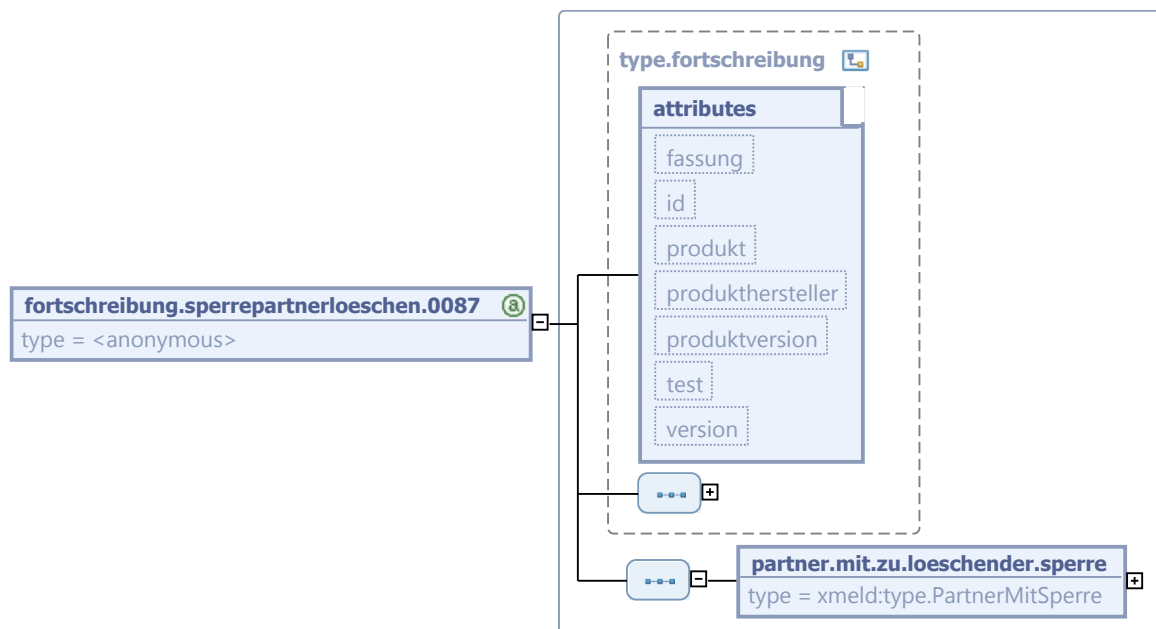 type.fortschreibung
attributes
fassung
id
produkt
produkthersteller
produktversion
test
version
fortschreibung.sperrepartnerloeschen.0087 a
type = <anonymous>
partner.mit.zu.loeschender.sperre
type = xmeld:type.PartnerMitSperre